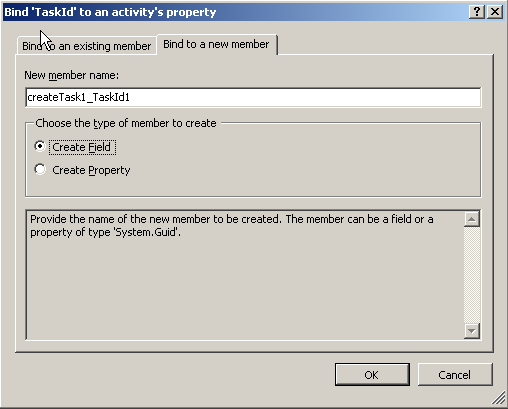 Bind 'TaskId' to an activity's property
Bind to an existing member
Bind to a new member
New member name:
createTask1_TaskId1
Choose the type of member to create
Create Field
Create Property
Provide the name of the new member to be created. The member can be a field or a
property of type 'System.Guid'.
OK
Cancel